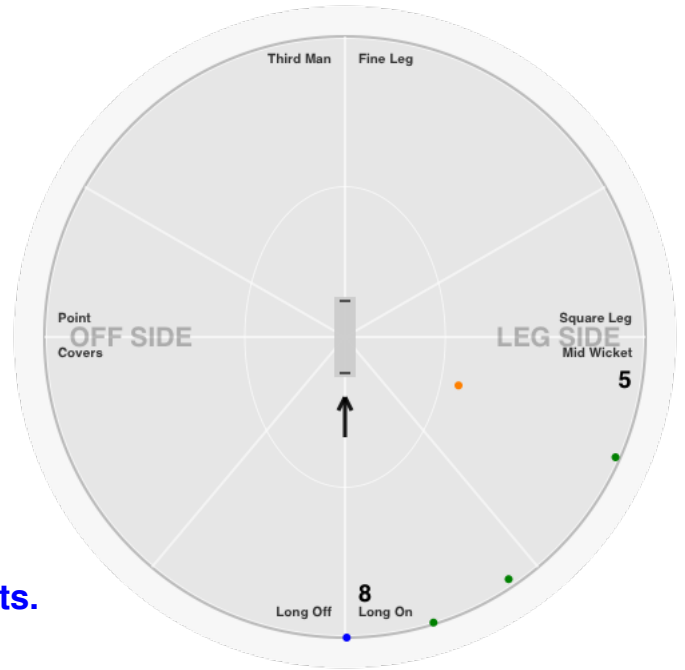 Third Man Fine Leg
Point
OFF SIDE
Covers
Square Leg
LEG SIDE
Mid Wicket
5
8
Long Off Long On
ts.